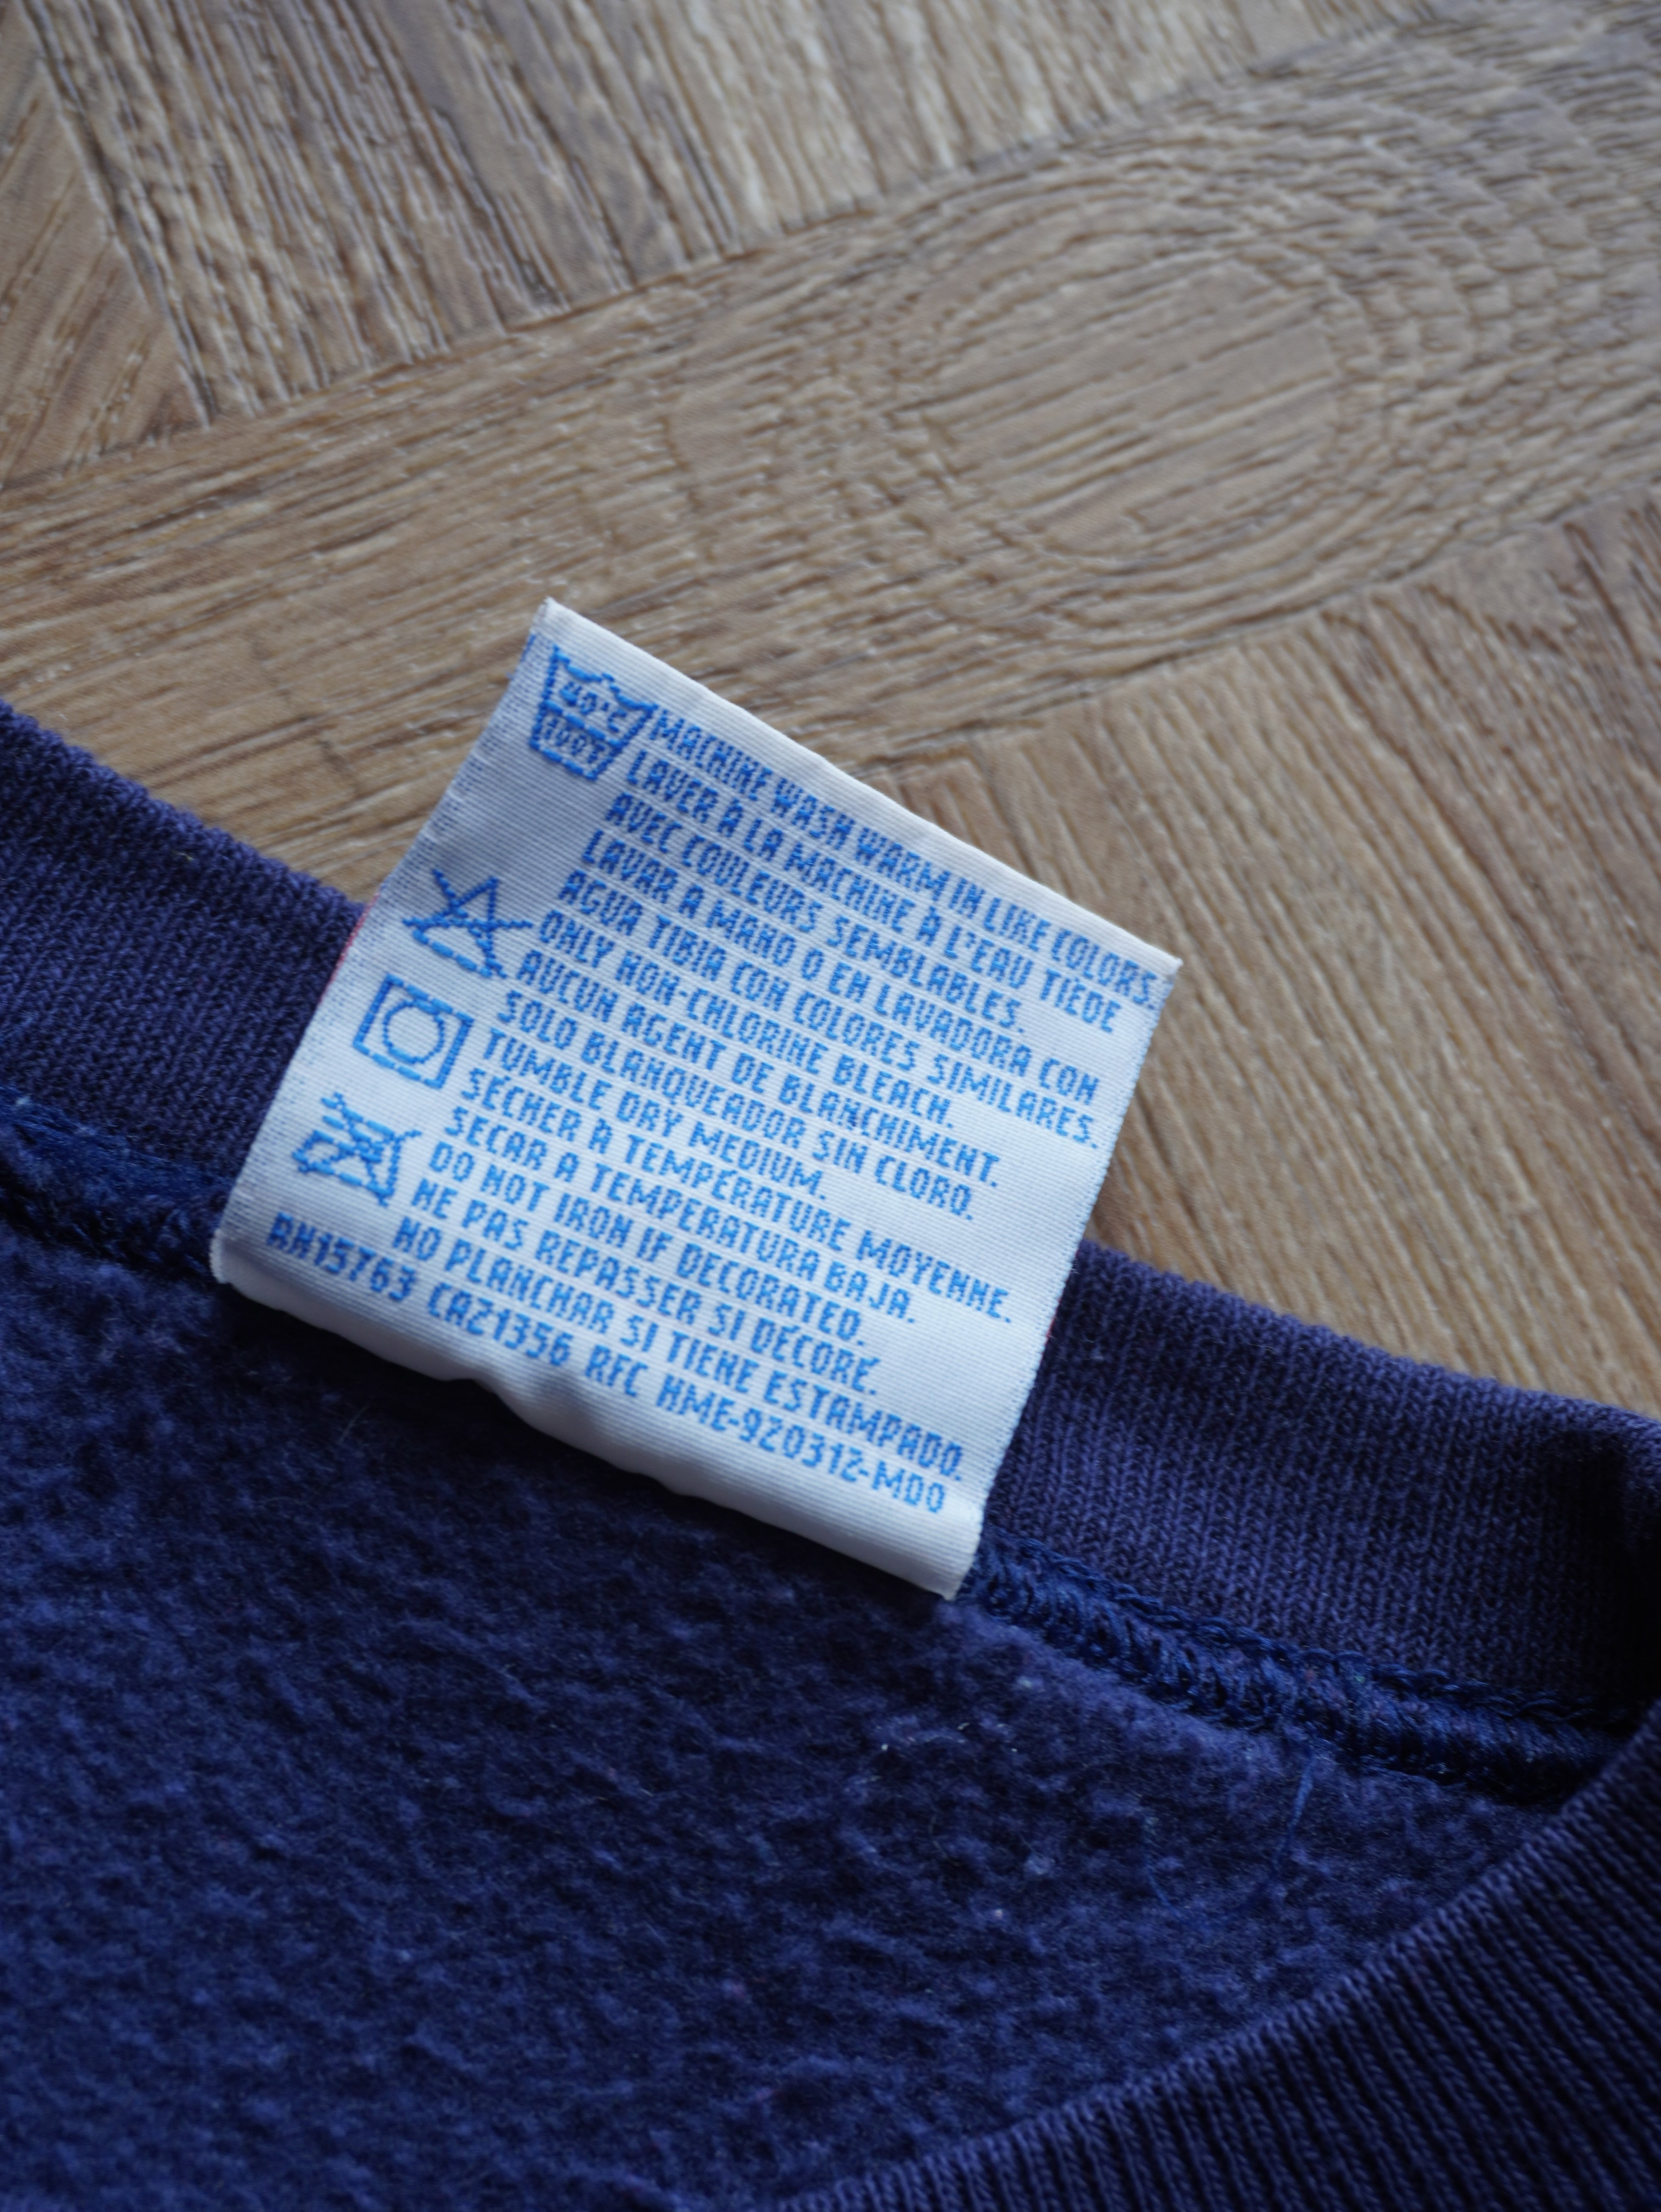 40°C
MACHINE WASH WARM IN LIKE COLORS.
LAVER À LA MACHINE À L'EAU TIÈDE
AVEC COULEURS SEMBLABLES.
LAVAR A MANO O EN LAVADORA CON
AGUA TIBIA CON COLORES SIMILARES.
ONLY NON-CHLORINE BLEACH.
AUCUN AGENT DE BLANCHIMENT.
SOLO BLANQUEADOR SIN CLORO.
TUMBLE DRY MEDIUM.
SÉCHER À TEMPÉRATURE MOYENNE.
SECAR A TEMPERATURA BAJA.
DO NOT IRON IF DECORATED.
NE PAS REPASSER SI DÉCORÉ.
NO PLANCHAR SI TIENE ESTAMPADO.
RN15763 CA21356 RFC HME-920312-MD0